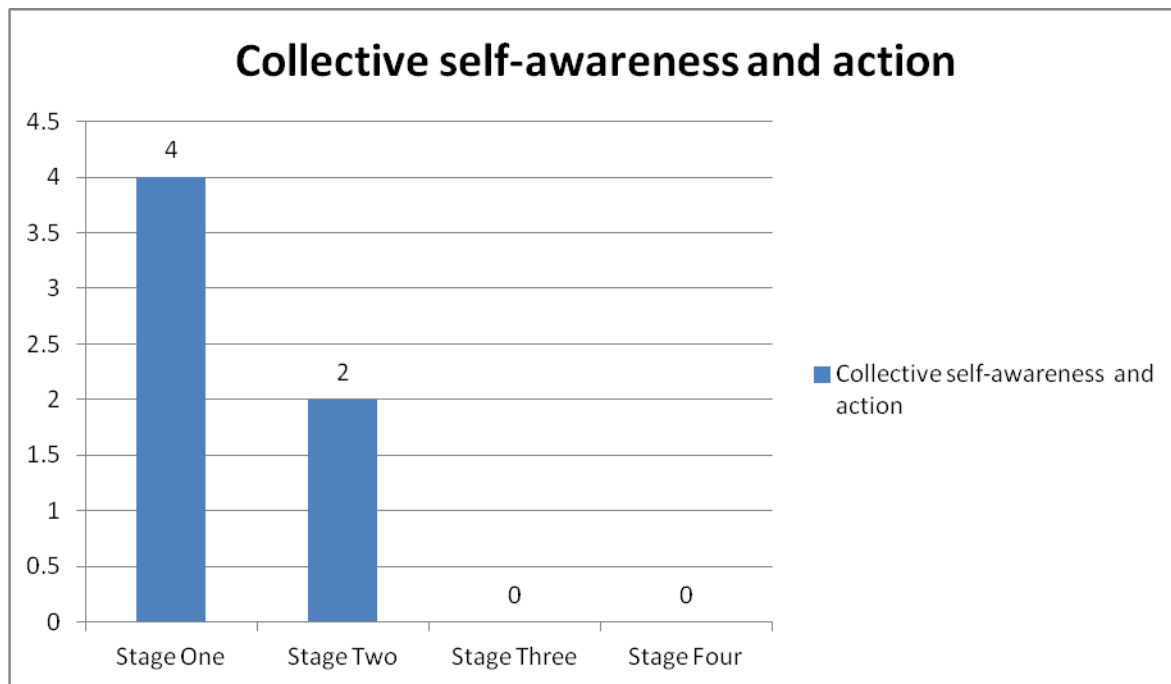 Collective self-awareness and action
4.5
4
3.5
3
2.5
2
1.5
1
0.5
0
4
2
0
0
Stage One
Stage Two
Stage Three
Stage Four
Collective self-awareness and
action